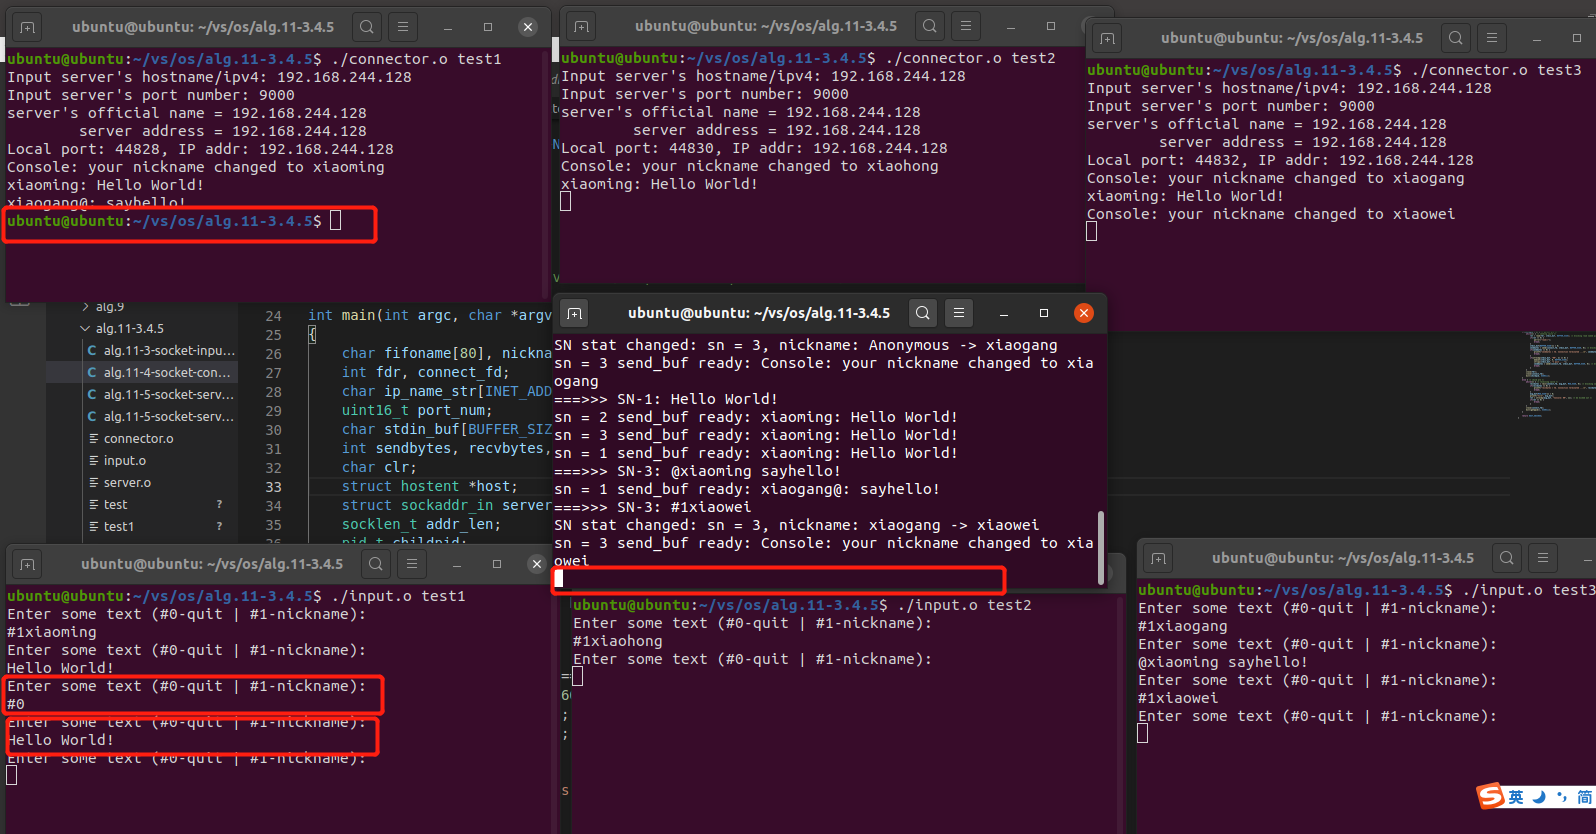 ubuntu@ubuntu: ~/vs/os/alg.11-3.4.5
ubuntu@ubuntu:~/vs/os/alg.11-3.4.5$ ./connector.o test1
Input server's hostname/ipv4: 192.168.244.128
Input server's port number: 9000
server's official name = 192.168.244.128
server address = 192.168.244.128
Local port: 44828, IP addr: 192.168.244.128
Console: your nickname changed to xiaoming
xiaoming: Hello World!
xiaogang@: sayhello!
ubuntu@ubuntu:~/vs/os/alg.11-3.4.5$
ubuntu@ubuntu: ~/vs/os/alg.11-3.4.5
ubuntu@ubuntu:~/vs/os/alg.11-3.4.5$ ./connector.o test2
Input server's hostname/ipv4: 192.168.244.128
Input server's port number: 9000
server's official name = 192.168.244.128
server address = 192.168.244.128
Local port: 44830, IP addr: 192.168.244.128
Console: your nickname changed to xiaohong
xiaoming: Hello World!
ubuntu@ubuntu: ~/vs/os/alg.11-3.4.5
ubuntu@ubuntu:~/vs/os/alg.11-3.4.5$ ./connector.o test3
Input server's hostname/ipv4: 192.168.244.128
Input server's port number: 9000
server's official name = 192.168.244.128
server address = 192.168.244.128
Local port: 44832, IP addr: 192.168.244.128
Console: your nickname changed to xiaogang
xiaoming: Hello World!
Console: your nickname changed to xiaowei
alg.9
alg.11-3.4.5
C alg.11-3-socket-inpu...
C alg.11-4-socket-con...
C alg.11-5-socket-serv...
C alg.11-5-socket-serv...
connector.o
input.o
server.o
test ?
test1 ?
24 int main(int argc, char *argv
25 {
26 char fifoname[80], nickna
27 int fdr, connect_fd;
28 char ip_name_str[INET_ADD
29 uint16_t port_num;
30 char stdin_buf[BUFFER_SIZ
31 int sendbytes, recvbytes,
32 char clr;
33 struct hostent *host;
34 struct sockaddr_in server
35 socklen_t addr_len;
36 pid_t childpid;
ubuntu@ubuntu: ~/vs/os/alg.11-3.4.5
SN stat changed: sn = 3, nickname: Anonymous -> xiaogang
sn = 3 send_buf ready: Console: your nickname changed to xia
ogang
===>>> SN-1: Hello World!
sn = 2 send_buf ready: xiaoming: Hello World!
sn = 3 send_buf ready: xiaoming: Hello World!
sn = 1 send_buf ready: xiaoming: Hello World!
===>>> SN-3: @xiaoming sayhello!
sn = 1 send_buf ready: xiaogang@: sayhello!
===>>> SN-3: #1xiaowei
SN stat changed: sn = 3, nickname: xiaogang -> xiaowei
sn = 3 send_buf ready: Console: your nickname changed to xia
owei
ubuntu@ubuntu: ~/vs/os/alg.11-3.4.5
ubuntu@ubuntu:~/vs/os/alg.11-3.4.5$ ./input.o test1
Enter some text (#0-quit | #1-nickname):
#1xiaoming
Enter some text (#0-quit | #1-nickname):
Hello World!
Enter some text (#0-quit | #1-nickname):
#0
Enter some text (#0-quit | #1-nickname):
Hello World!
Enter some text (#0-quit | #1-nickname):
ubuntu@ubuntu:~/vs/os/alg.11-3.4.5$ ./input.o test2
Enter some text (#0-quit | #1-nickname):
#1xiaohong
Enter some text (#0-quit | #1-nickname):
ubuntu@ubuntu: ~/vs/os/alg.11-3.4.5
ubuntu@ubuntu:~/vs/os/alg.11-3.4.5$ ./input.o test3
Enter some text (#0-quit | #1-nickname):
#1xiaogang
Enter some text (#0-quit | #1-nickname):
@xiaoming sayhello!
Enter some text (#0-quit | #1-nickname):
#1xiaowei
Enter some text (#0-quit | #1-nickname):
S 英 简